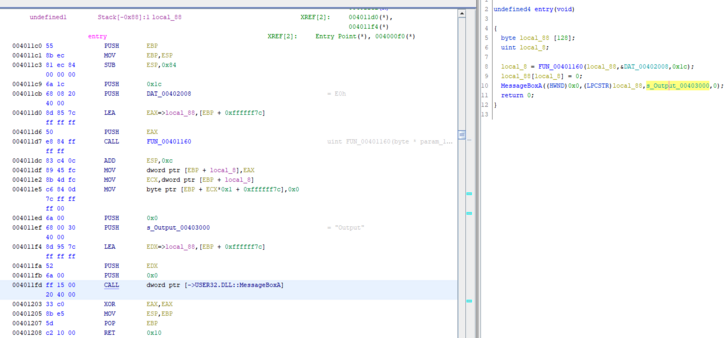 undefined1 Stack[-0x88]:1 local_88 XREF[2]: 004011d0(*),
004011f4(*)
entry XREF[2]: Entry Point(*), 004000f0(*)
004011c0 55 PUSH EBP
004011c1 8b ec MOV EBP,ESP
004011c3 81 ec 84 SUB ESP,0x84
00 00 00
004011c9 6a 1c PUSH 0x1c
004011cb 68 08 20 PUSH DAT_00402008 = E0h
40 00
004011d0 8d 85 7c LEA EAX=>local_88,[EBP + 0xffffff7c]
ff ff ff
004011d6 50 PUSH EAX
004011d7 e8 84 ff CALL FUN_00401160 uint FUN_00401160(byte * param_1...
ff ff
004011dc 83 c4 0c ADD ESP,0xc
004011df 89 45 fc MOV dword ptr [EBP + local_8],EAX
004011e2 8b 4d fc MOV ECX,dword ptr [EBP + local_8]
004011e5 c6 84 0d MOV byte ptr [EBP + ECX*0x1 + 0xffffff7c],0x0
7c ff ff
ff 00
004011ed 6a 00 PUSH 0x0
004011ef 68 00 30 PUSH s_Output_00403000 = "Output"
40 00
004011f4 8d 95 7c LEA EDX=>local_88,[EBP + 0xffffff7c]
ff ff ff
004011fa 52 PUSH EDX
004011fb 6a 00 PUSH 0x0
004011fd ff 15 00 CALL dword ptr [->USER32.DLL::MessageBoxA]
20 40 00
00401203 33 c0 XOR EAX,EAX
00401205 8b e5 MOV ESP,EBP
00401207 5d POP EBP
00401208 c2 10 00 RET 0x10
2 undefined4 entry(void)
3
4 {
5 byte local_88 [128];
6 uint local_8;
7
8 local_8 = FUN_00401160(local_88,&DAT_00402008,0x1c);
9 local_88[local_8] = 0;
10 MessageBoxA((HWND)0x0,(LPCSTR)local_88,s_Output_00403000,0);
11 return 0;
12 }
13